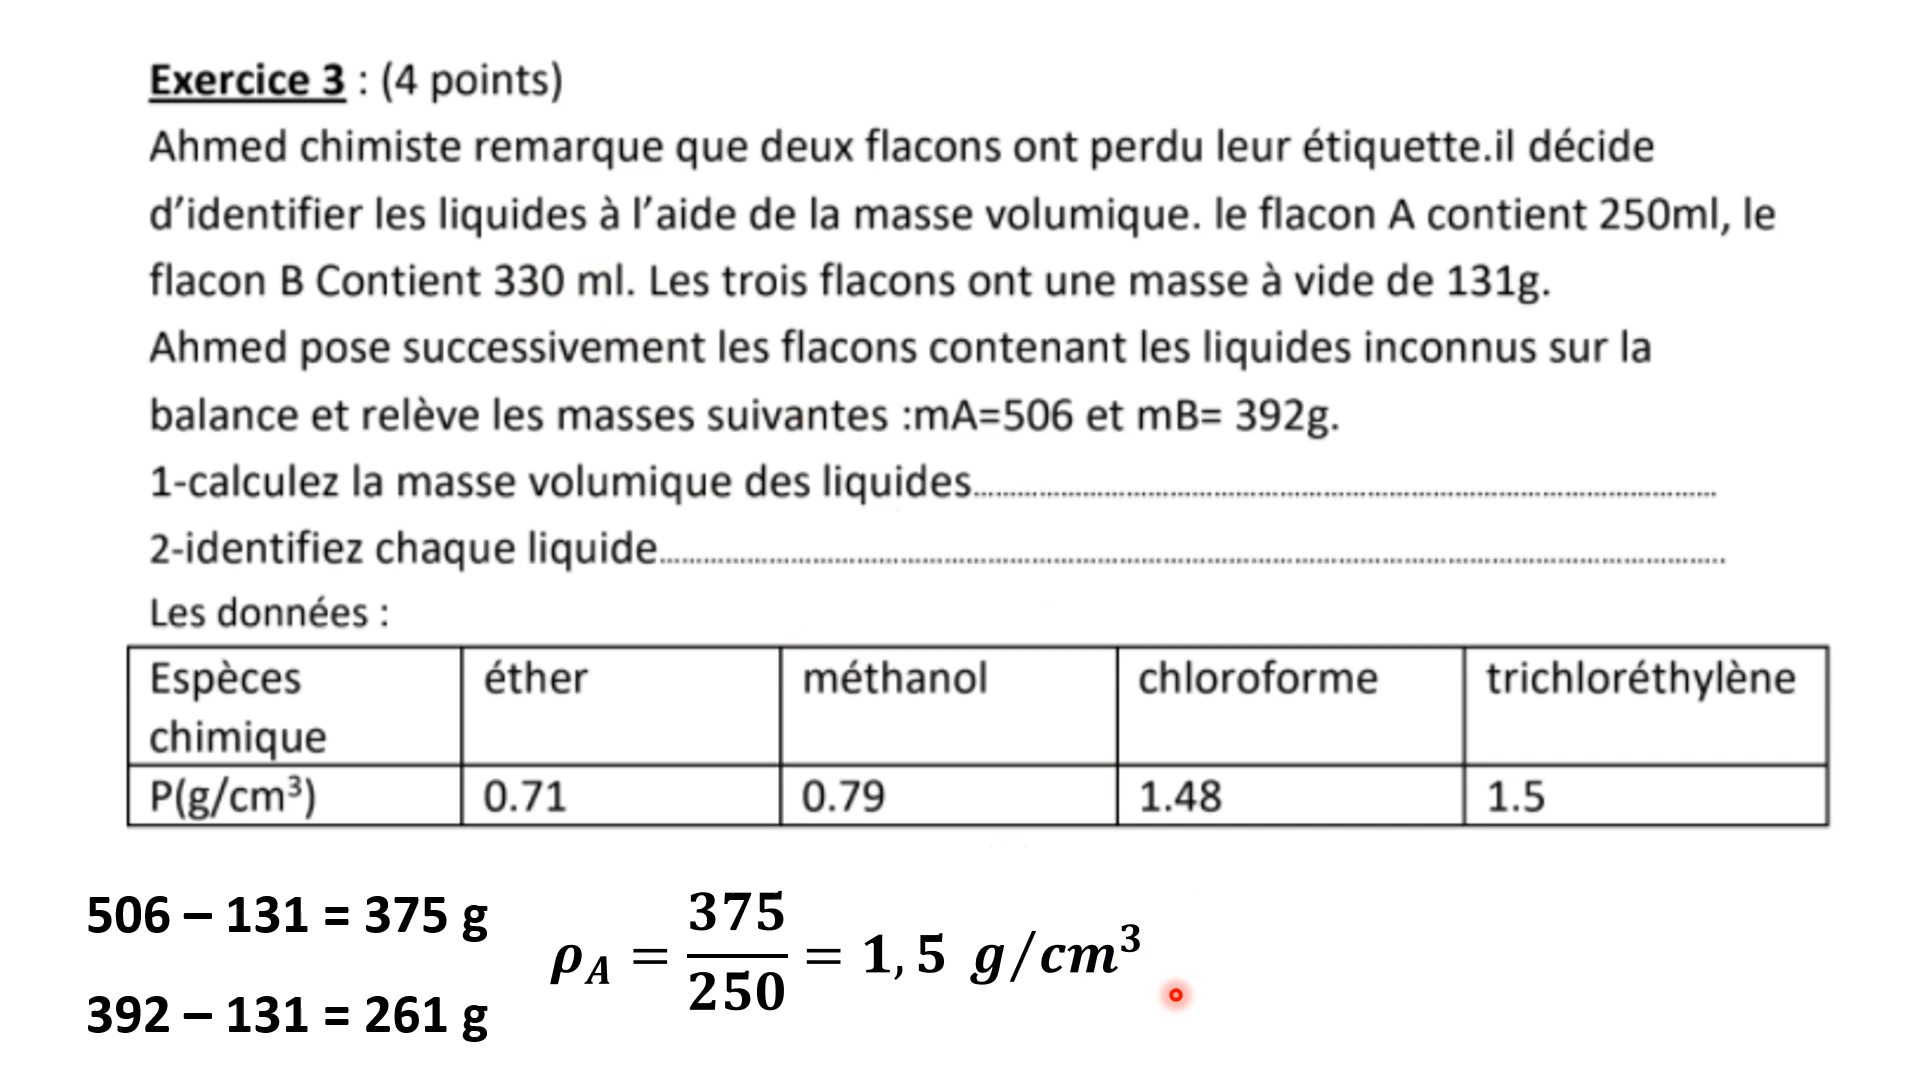 Exercice 3 : (4 points)
Ahmed chimiste remarque que deux flacons ont perdu leur étiquette.il décide
d’identifier les liquides à l’aide de la masse volumique. le flacon A contient 250ml, le
flacon B Contient 330 ml. Les trois flacons ont une masse à vide de 131g.
Ahmed pose successivement les flacons contenant les liquides inconnus sur la
balance et relève les masses suivantes :mA=506 et mB= 392g.
1-calculez la masse volumique des liquides................................................................
2-identifiez chaque liquide................................................................
Les données :
Espèces chimique éther méthanol chloroforme trichloréthylène
P(g/cm³) 0.71 0.79 1.48 1.5
506 – 131 = 375 g
392 – 131 = 261 g
ρ_A = 375/250 = 1,5 g/cm³